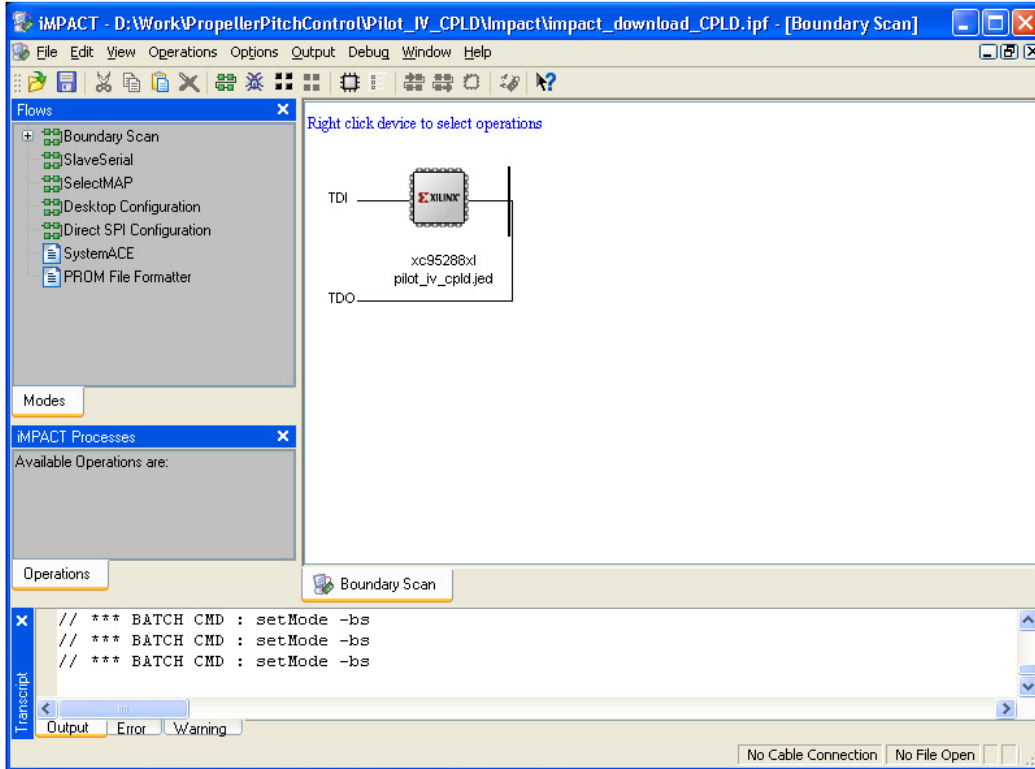 iMPACT - D:\Work\PropellerPitchControl\Pilot_IV_CPLD\Impact\impact_download_CPLD.ipf - [Boundary Scan]
File Edit View Operations Options Output Debug Window Help
Flows
Boundary Scan
SlaveSerial
SelectMAP
Desktop Configuration
Direct SPI Configuration
SystemACE
PROM File Formatter
Modes
iMPACT Processes
Available Operations are:
Operations
Right click device to select operations
TDI
XILINX
xc95288xl
pilot_iv_cpld.jed
TDO
Boundary Scan
// *** BATCH CMD : setMode -bs
// *** BATCH CMD : setMode -bs
// *** BATCH CMD : setMode -bs
Transcript
Output Error Warning
No Cable Connection No File Open